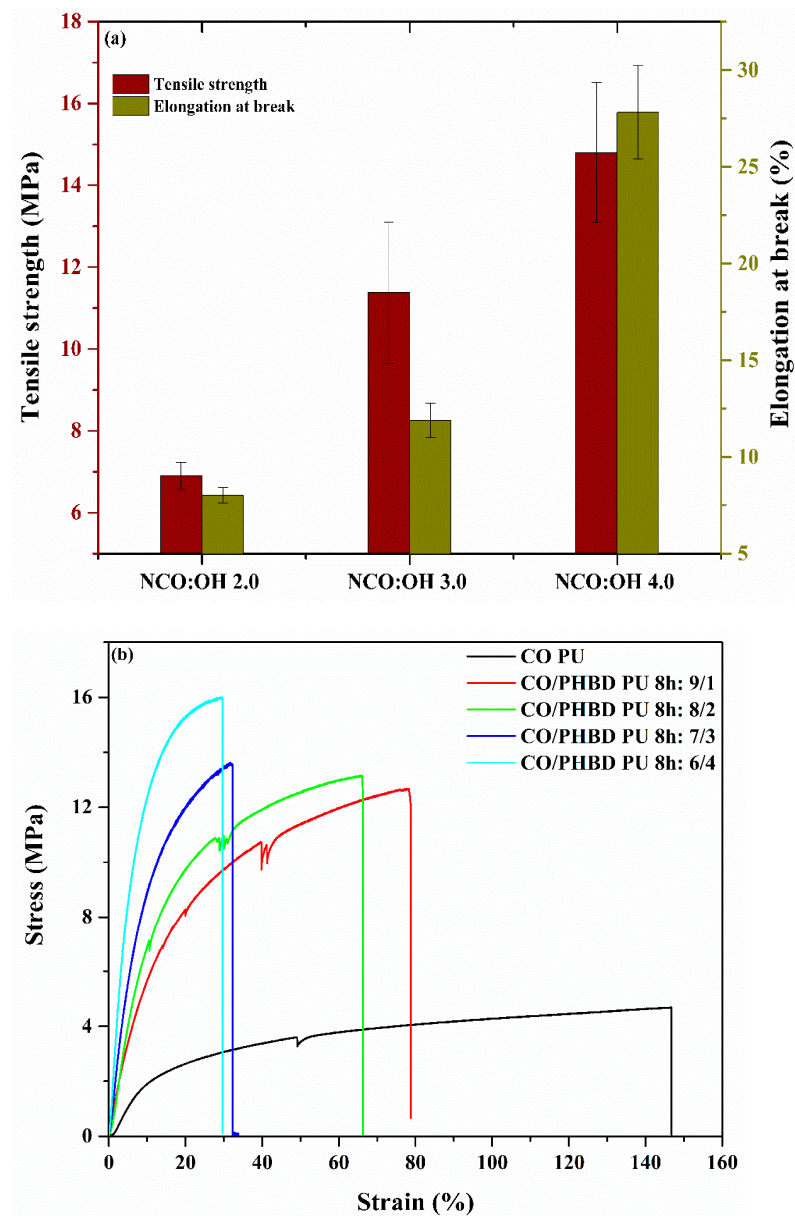 (a)
Tensile strength
Elongation at break
18
16
14
12
10
8
6
Tensile strength (MPa)
30
25
20
15
10
5
Elongation at break (%)
NCO:OH 2.0
NCO:OH 3.0
NCO:OH 4.0
(b)
CO PU
CO/PHBD PU 8h: 9/1
CO/PHBD PU 8h: 8/2
CO/PHBD PU 8h: 7/3
CO/PHBD PU 8h: 6/4
16
12
8
4
0
Stress (MPa)
0 20 40 60 80 100 120 140 160
Strain (%)